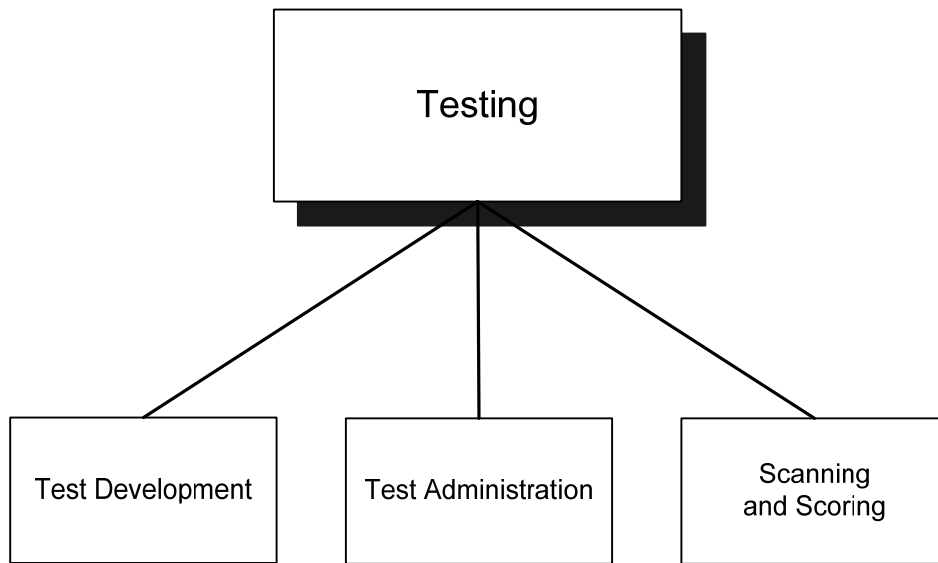 Testing
Test Development
Test Administration
Scanning
and Scoring